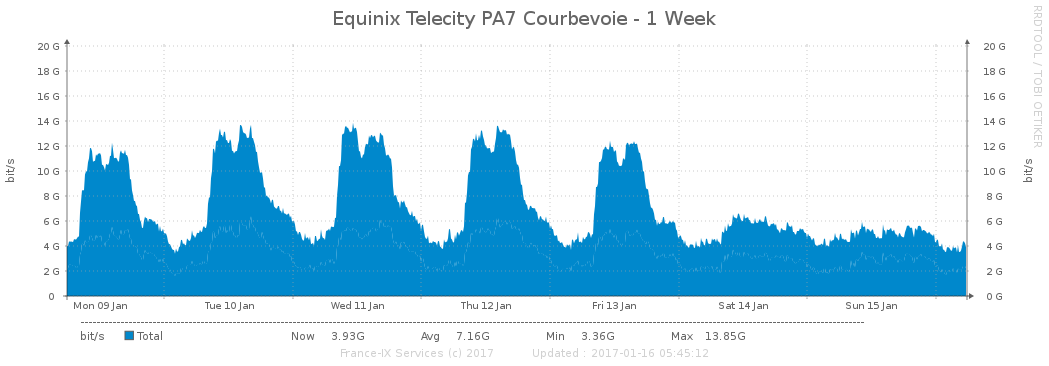 Equinix Telecity PA7 Courbevoie - 1 Week
RRDTOOL / TOBI OETIKER
20 G 20 G
18 G 18 G
16 G 16 G
14 G 14 G
12 G 12 G
10 G 10 G
8 G 8 G
6 G 6 G
4 G 4 G
2 G 2 G
0 0 G
bit/s
bit/s
Mon 09 Jan Tue 10 Jan Wed 11 Jan Thu 12 Jan Fri 13 Jan Sat 14 Jan Sun 15 Jan
bit/s Total Now 3.93G Avg 7.16G Min 3.36G Max 13.85G
France-IX Services (c) 2017 Updated : 2017-01-16 05:45:12